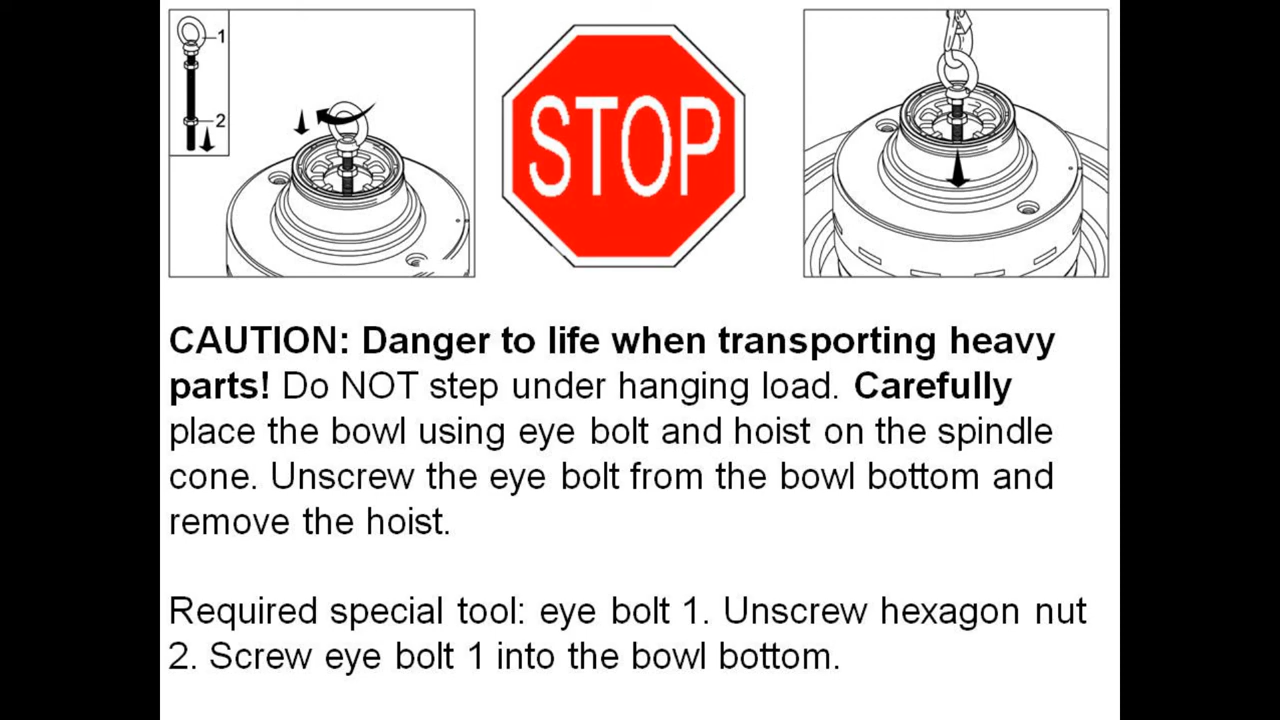 1
2
STOP
CAUTION: Danger to life when transporting heavy
parts! Do NOT step under hanging load. Carefully
place the bowl using eye bolt and hoist on the spindle
cone. Unscrew the eye bolt from the bowl bottom and
remove the hoist.
Required special tool: eye bolt 1. Unscrew hexagon nut
2. Screw eye bolt 1 into the bowl bottom.